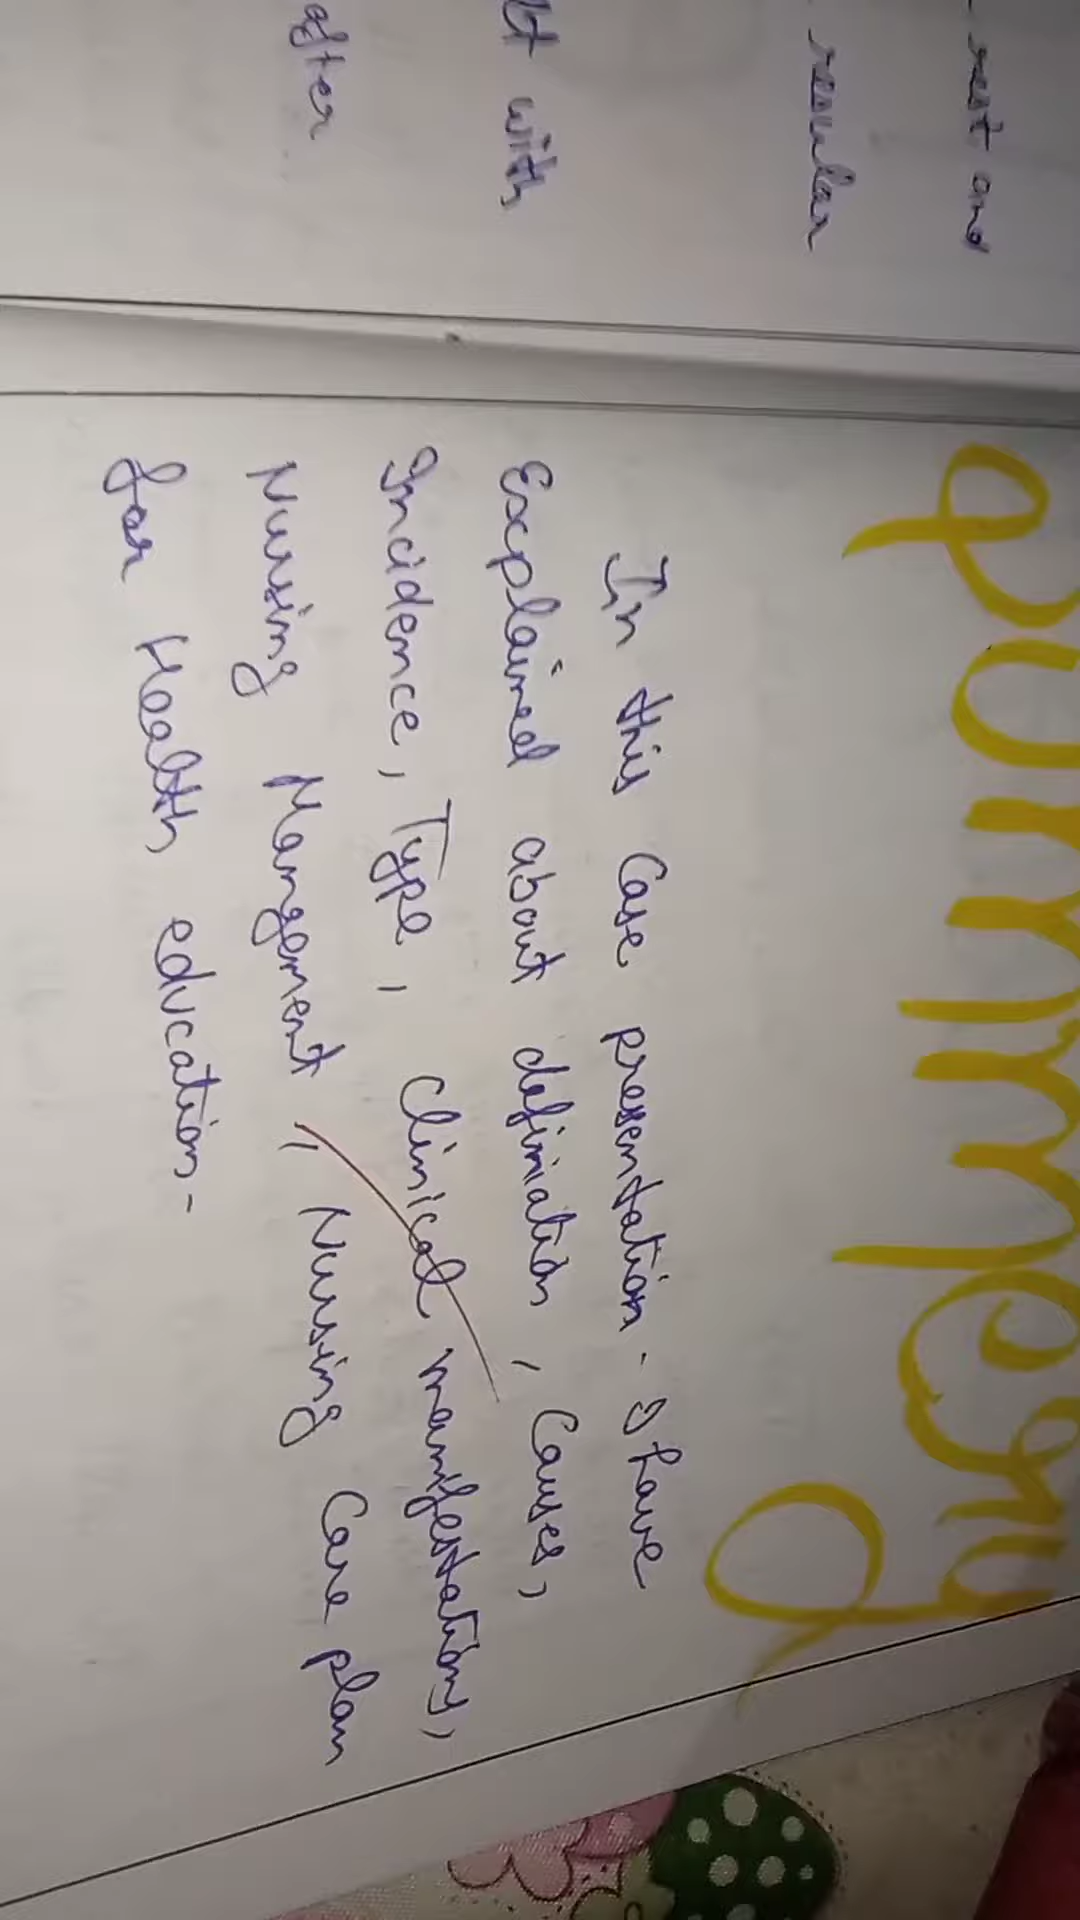 rest and
regular
with
after
Summary
In this Case presentation - I have
Explained about definiation, Causes,
Incidence, Type, Clinical manifestations,
Nursing Mangement, Nursing Care plan
for Health education-